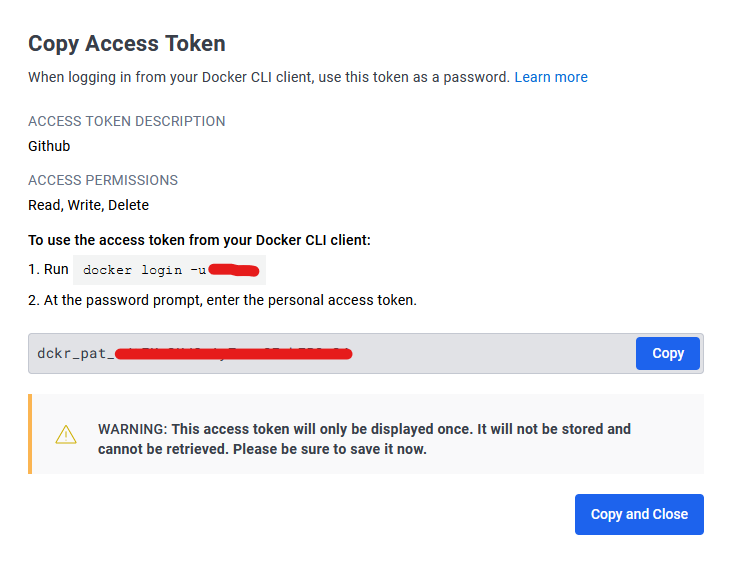 Copy Access Token
When logging in from your Docker CLI client, use this token as a password. Learn more
ACCESS TOKEN DESCRIPTION
Github
ACCESS PERMISSIONS
Read, Write, Delete
To use the access token from your Docker CLI client:
1. Run docker login -u
2. At the password prompt, enter the personal access token.
dckr_pat_ Copy
WARNING: This access token will only be displayed once. It will not be stored and
cannot be retrieved. Please be sure to save it now.
Copy and Close